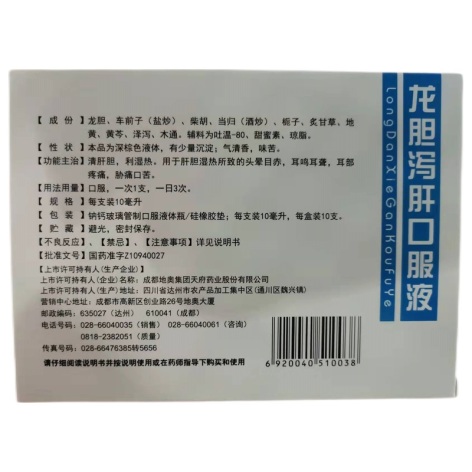 【成份】龙胆、车前子(盐炒)、柴胡、当归(酒炒)、栀子、炙甘草、地
黄、黄芩、泽泻、木通。辅料为吐温-80、甜蜜素、琼脂。
【性状】本品为深棕色液体,有少量沉淀;气清香,味苦。
【功能主治】清肝胆,利湿热。用于肝胆湿热所致的头晕目赤,耳鸣耳聋,耳部
疼痛,胁痛口苦。
【用法用量】口服,一次1支,一日3次。
【规格】每支装10毫升
【包装】钠钙玻璃管制口服液体瓶/硅橡胶垫;每支装10毫升,每盒装10支。
【贮藏】避光,密封保存。
【不良反应】、【禁忌】、【注意事项】详见说明书
【批准文号】国药准字Z10940027
【上市许可持有人(生产企业)】
上市许可持有人(生产企业)名称:成都地奥集团天府药业股份有限公司
上市许可持有人(生产企业)地址:四川省达州市农产品加工集中区(通川区魏兴镇)
营销中心地址:成都市高新区创业路26号地奥大厦
邮政编码:635027(达州) 610041(成都)
电话号码:028-66040035(销售) 028-66040061(咨询)
0818-2382051(质量)
传真号码:028-66476385转5656
请仔细阅读说明书并按说明使用或在药师指导下购买和使用
6920040510038
龙胆泻肝口服液
LongDanXieGanKouFuYe